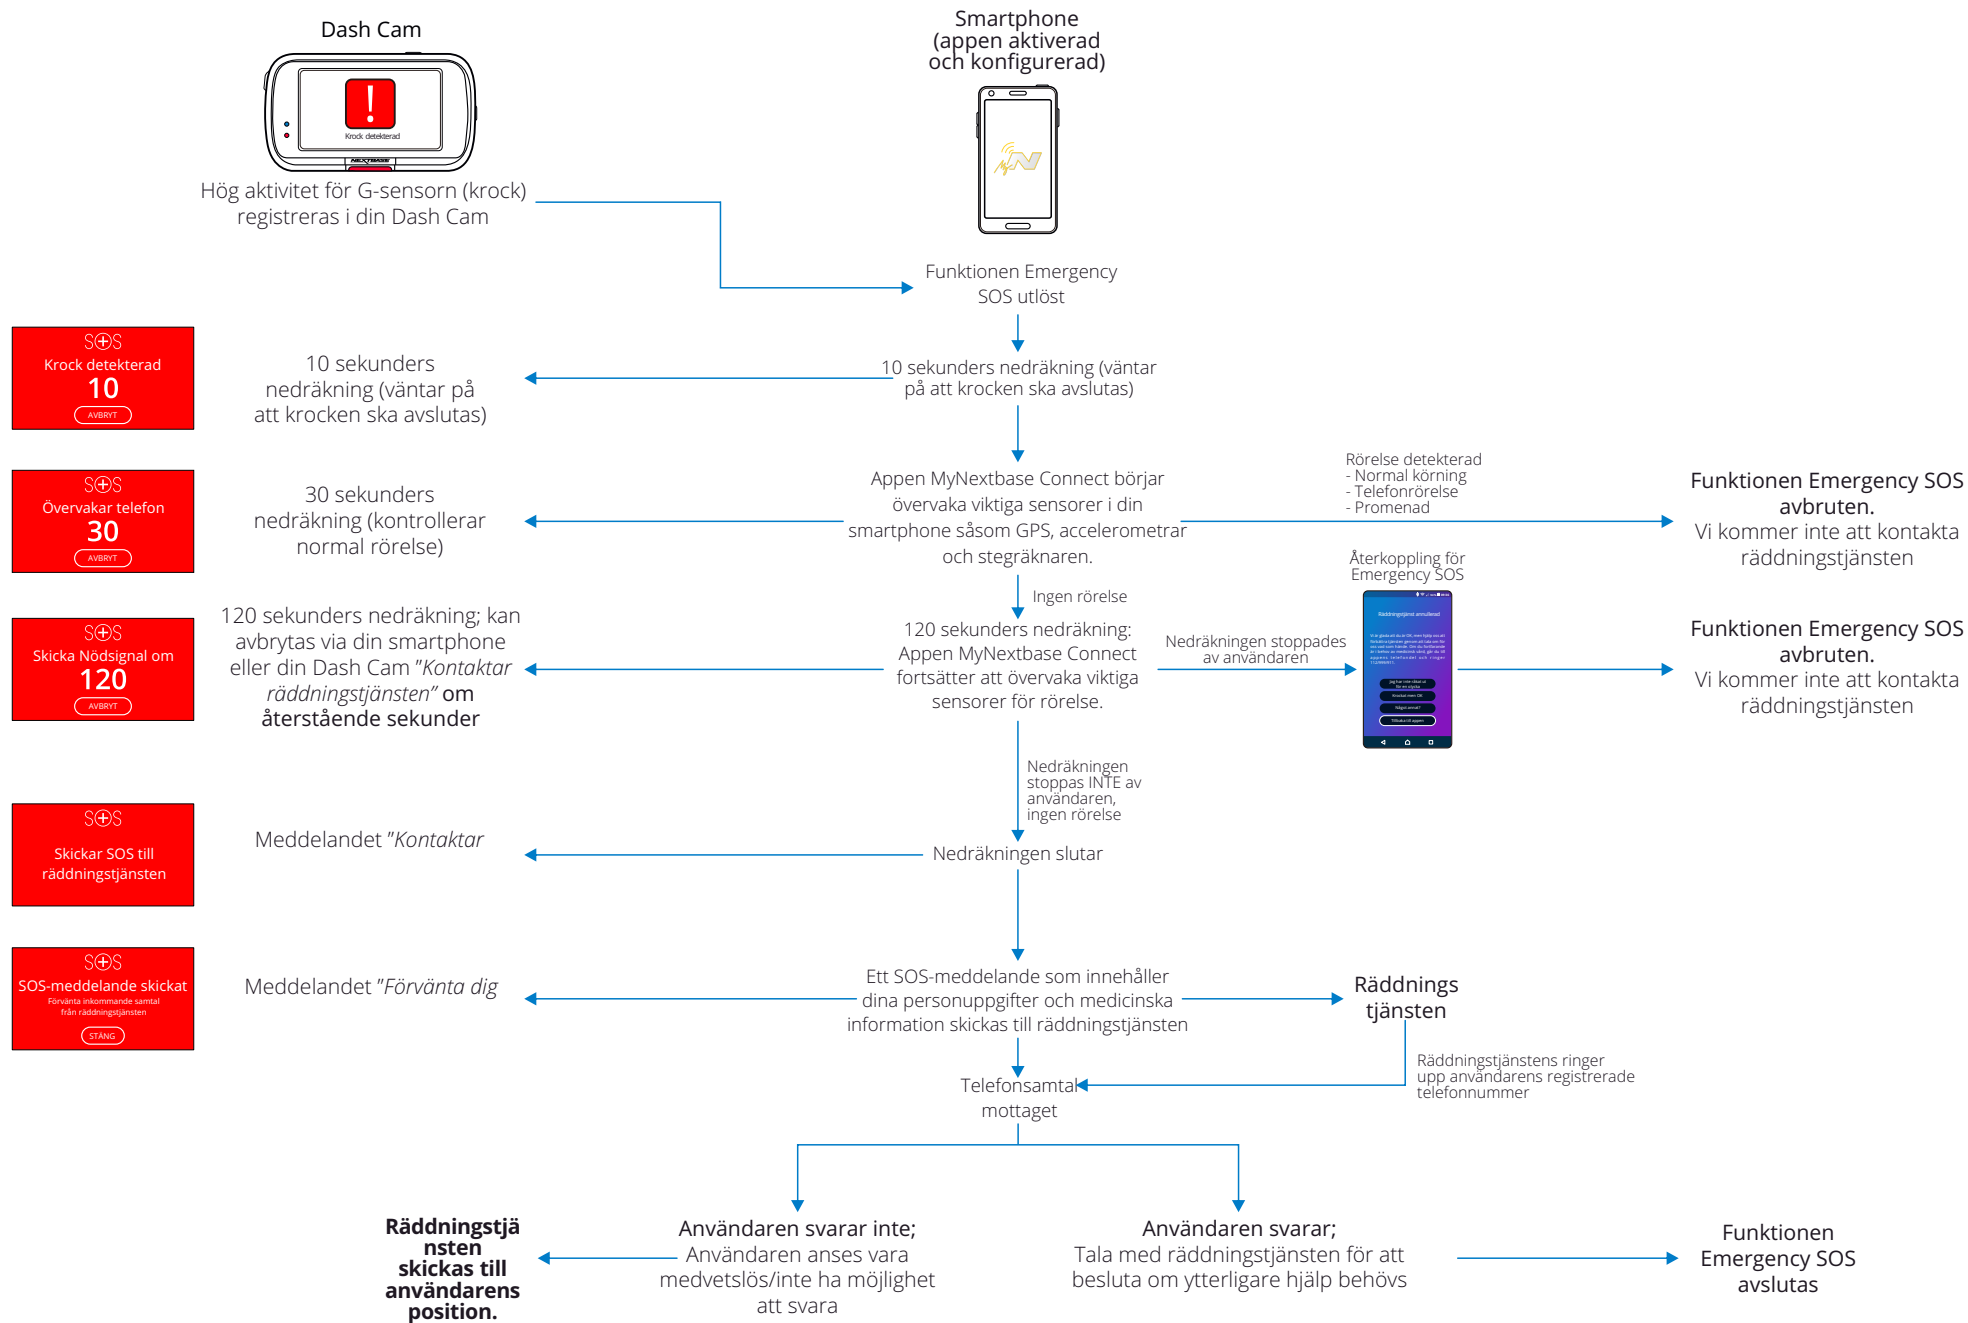 Dash Cam
Smartphone
(appen aktiverad
och konfigurerad)
!
Krock detekterad
NEXTBASE
My N
Hög aktivitet för G-sensorn (krock)
registreras i din Dash Cam
Funktionen Emergency
SOS utlöst
SOS
Krock detekterad
10
AVBRYT
10 sekunders
nedräkning (väntar på
att krocken ska avslutas)
10 sekunders nedräkning (väntar
på att krocken ska avslutas)
SOS
Övervakar telefon
30
AVBRYT
30 sekunders
nedräkning (kontrollerar
normal rörelse)
Appen MyNextbase Connect börjar
övervaka viktiga sensorer i din
smartphone såsom GPS, accelerometrar
och stegräknaren.
Rörelse detekterad
- Normal körning
- Telefonrörelse
- Promenad
Funktionen Emergency SOS
avbruten.
Vi kommer inte att kontakta
räddningstjänsten
Ingen rörelse
Återkoppling för
Emergency SOS
SOS
Skicka Nödsignal om
120
AVBRYT
120 sekunders nedräkning; kan
avbrytas via din smartphone
eller din Dash Cam "Kontaktar
räddningstjänsten" om
återstående sekunder
120 sekunders nedräkning:
Appen MyNextbase Connect
fortsätter att övervaka viktiga
sensorer för rörelse.
Nedräkningen stoppades
av användaren
Räddningstjänst annullerad
Krockat men OK
Något annat?
Tillbaka till appen
Funktionen Emergency SOS
avbruten.
Vi kommer inte att kontakta
räddningstjänsten
Nedräkningen
stoppas INTE av
användaren,
ingen rörelse
SOS
Skickar SOS till
räddningstjänsten
Meddelandet "Kontaktar
Nedräkningen slutar
SOS
SOS-meddelande skickat
Förvänta inkommande samtal
från räddningstjänsten
STÄNG
Meddelandet "Förvänta dig
Ett SOS-meddelande som innehåller
dina personuppgifter och medicinska
information skickas till räddningstjänsten
Räddnings
tjänsten
Räddningstjänstens ringer
upp användarens registrerade
telefonnummer
Telefonsamtal
mottaget
Räddningstjä
nsten
skickas till
användarens
position.
Användaren svarar inte;
Användaren anses vara
medvetslös/inte ha möjlighet
att svara
Användaren svarar;
Tala med räddningstjänsten för att
besluta om ytterligare hjälp behövs
Funktionen
Emergency SOS
avslutas